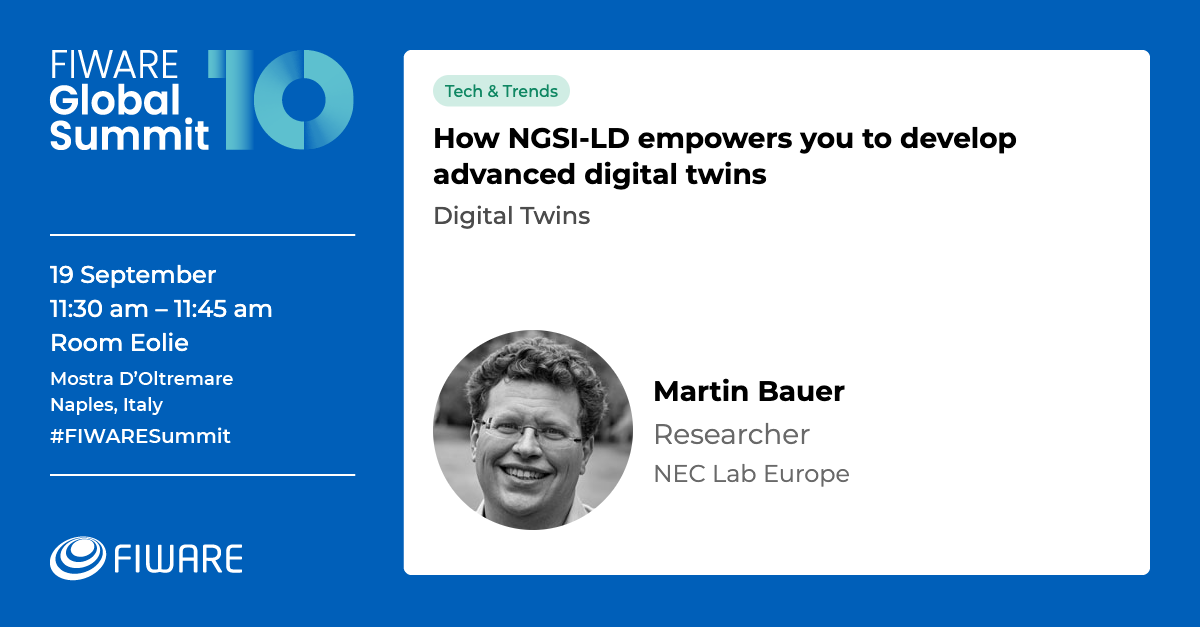 FIWARE
Global
Summit
10
19 September
11:30 am – 11:45 am
Room Eolie
Mostra D’Oltremare
Naples, Italy
#FIWARESummit
FIWARE
Tech & Trends
How NGSI-LD empowers you to develop
advanced digital twins
Digital Twins
Martin Bauer
Researcher
NEC Lab Europe